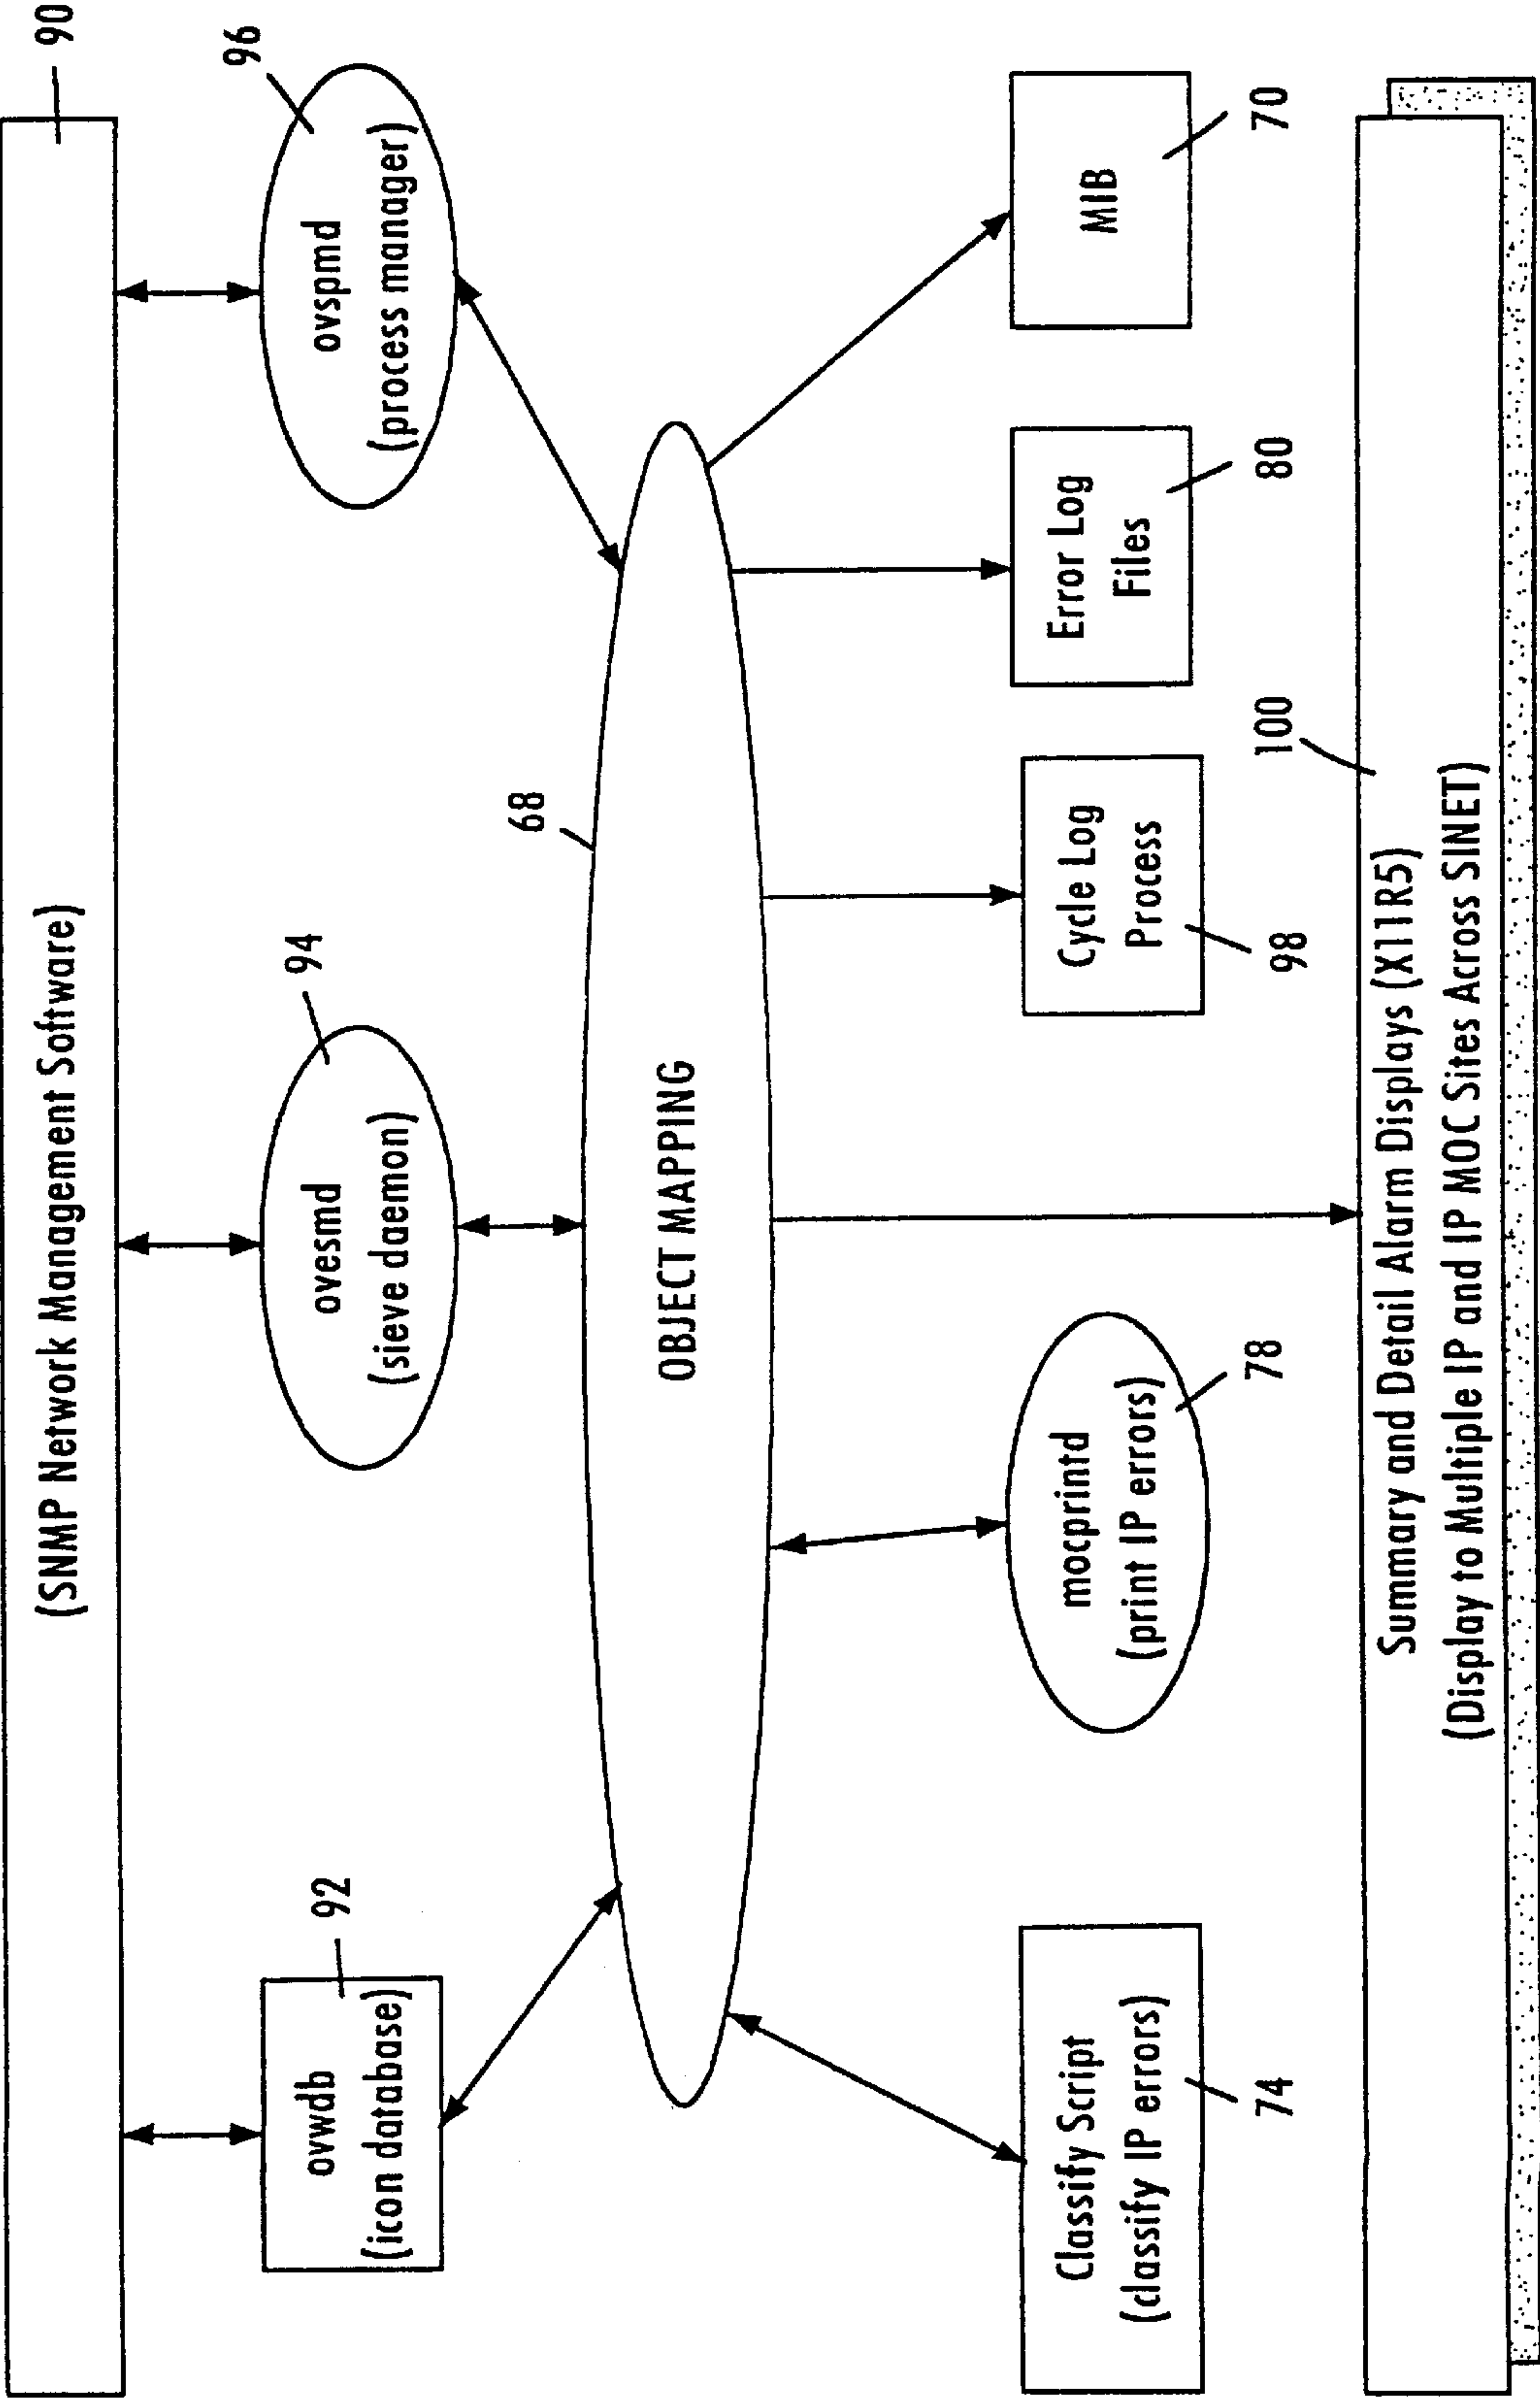 (SNMP Network Management Software)
90
ovwdb
(icon database)
92
ovesmd
(sieve daemon)
94
ovspmd
(process manager)
96
OBJECT MAPPING
68
Classify Script
(classify IP errors)
74
mocprintd
(print IP errors)
78
Cycle Log
Process
98
Error Log
Files
80
MIB
70
100
Summary and Detail Alarm Displays (X11R5)
(Display to Multiple IP and IP MOC Sites Across SINET)